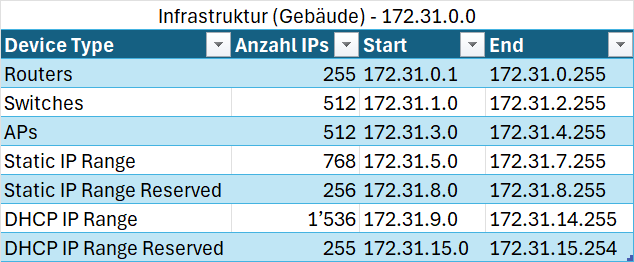 Infrastruktur (Gebäude) - 172.31.0.0
Device Type Anzahl IPs Start End
Routers 255 172.31.0.1 172.31.0.255
Switches 512 172.31.1.0 172.31.2.255
APs 512 172.31.3.0 172.31.4.255
Static IP Range 768 172.31.5.0 172.31.7.255
Static IP Range Reserved 256 172.31.8.0 172.31.8.255
DHCP IP Range 1’536 172.31.9.0 172.31.14.255
DHCP IP Range Reserved 255 172.31.15.0 172.31.15.254